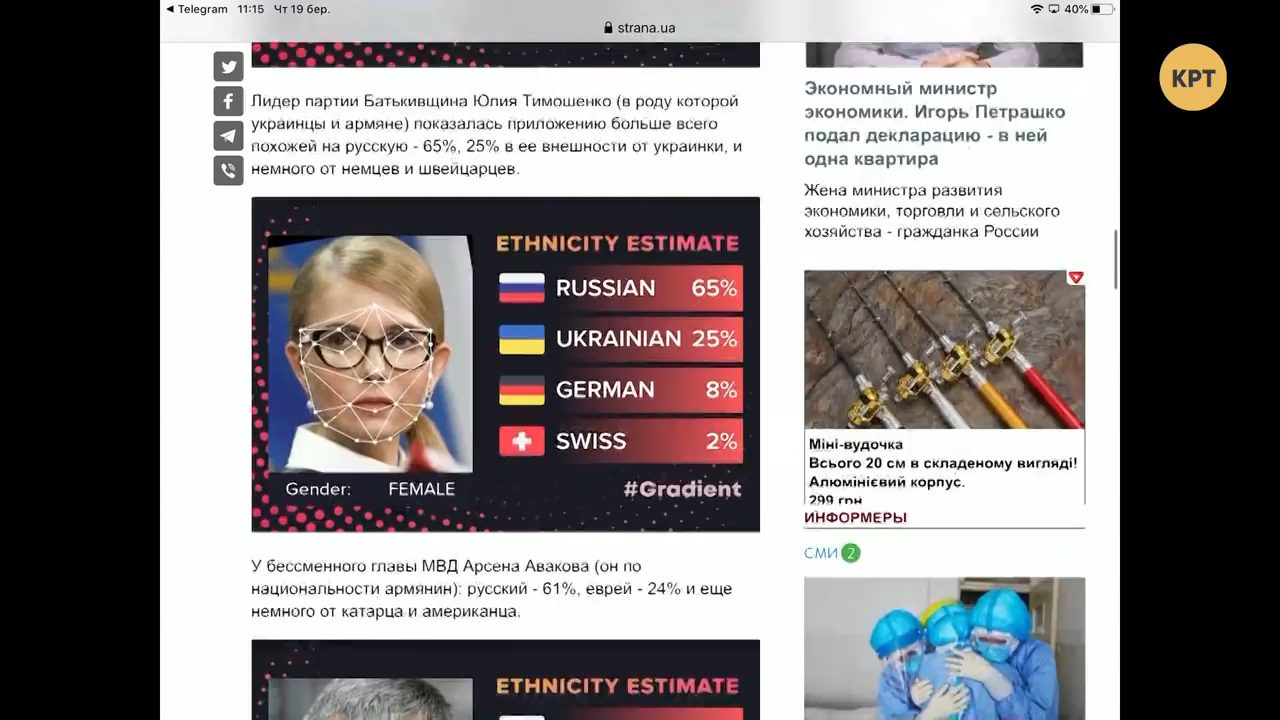 Telegram 11:15 Чт 19 бер.
40%
strana.ua
КРТ
Лидер партии Батькивщина Юлия Тимошенко (в роду которой
украинцы и армяне) показалась приложению больше всего
похожей на русскую - 65%, 25% в ее внешности от украинки, и
немного от немцев и швейцарцев.
ETHNICITY ESTIMATE
RUSSIAN 65%
UKRAINIAN 25%
GERMAN 8%
SWISS 2%
Gender: FEMALE
#Gradient
У бессменного главы МВД Арсена Авакова (он по
национальности армянин): русский - 61%, еврей - 24% и еще
немного от катарца и американца.
ETHNICITY ESTIMATE
Экономный министр
экономики. Игорь Петрашко
подал декларацию - в ней
одна квартира
Жена министра развития
экономики, торговли и сельского
хозяйства - гражданка России
Міні-вудочка
Всього 20 см в складеному вигляді!
Алюмінієвий корпус.
299 грн
ИНФОРМЕРЫ
СМИ 2